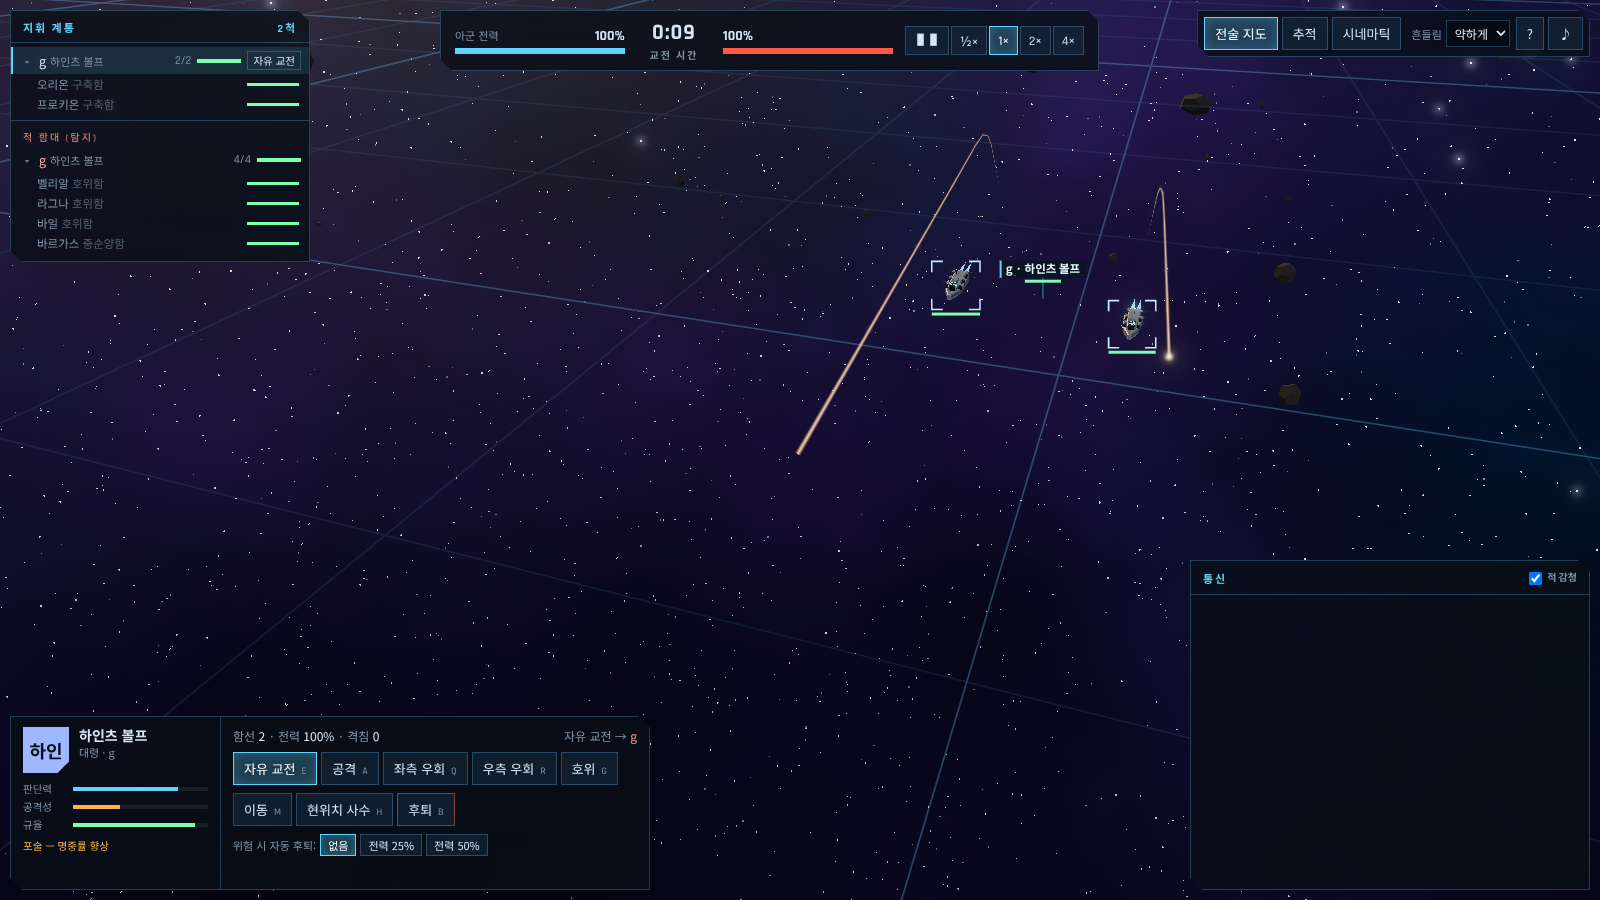 지휘 계통 2척
g 하인츠 볼프 2/2 자유 교전
오리온 구축함
프로키온 구축함
적 함대 (탐지)
g 하인츠 볼프 4/4
벨리알 호위함
라그나 호위함
바일 호위함
바르가스 중순양함
아군 전력 100% 0:09 100%
교전 시간
½× 1× 2× 4×
전술 지도 추적 시네마틱 흔들림 약하게 ? ♪
g · 하인츠 볼프
통신 적 감청
하인 하인츠 볼프
대령 · g
판단력
공격성
규율
포술 — 명중률 향상
함선 2 · 전력 100% · 격침 0 자유 교전 → g
자유 교전 E 공격 A 좌측 우회 Q 우측 우회 R 호위 G
이동 M 현위치 사수 H 후퇴 B
위험 시 자동 후퇴: 없음 전력 25% 전력 50%